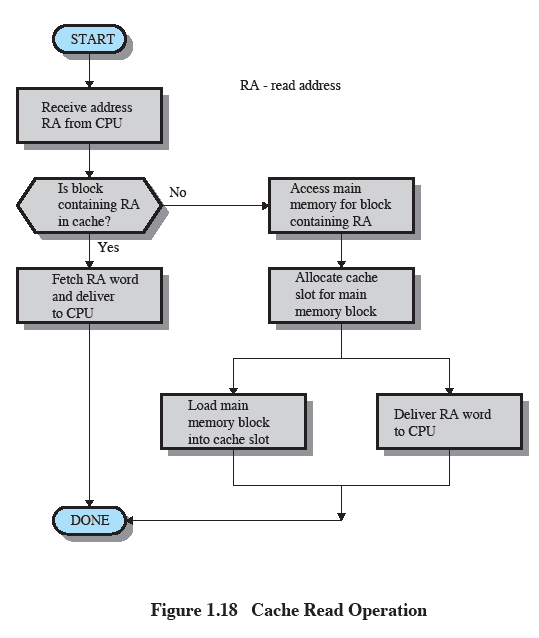 START
RA - read address
Receive address
RA from CPU
Is block
containing RA
in cache?
No
Access main
memory for block
containing RA
Yes
Fetch RA word
and deliver
to CPU
Allocate cache
slot for main
memory block
Load main
memory block
into cache slot
Deliver RA word
to CPU
DONE
Figure 1.18 Cache Read Operation